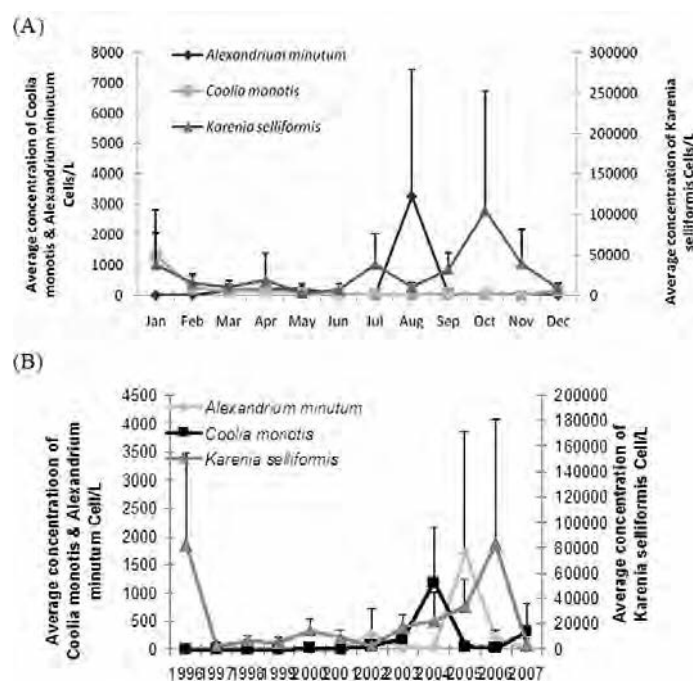 (A)
Average concentration of Coolia
monotis & Alexandrium minutum
Cells/L
8000
7000
6000
5000
4000
3000
2000
1000
0
Alexandrium minutum
Coolia monotis
Karenia selliformis
300000
250000
200000
150000
100000
50000
0
Average concentration of Karenia
selliformis Cells/L
Jan Feb Mar Apr May Jun Jul Aug Sep Oct Nov Dec
(B)
Average concentratioon of
Coolia monotis & Alexandrium
minutum Cell/L
4500
4000
3500
3000
2500
2000
1500
1000
500
0
Alexandrium minutum
Coolia monotis
Karenia selliformis
200000
180000
160000
140000
120000
100000
80000
60000
40000
20000
0
Average concentration of
Karenia selliformis Cell/L
1996 1997 1998 1999 2000 2001 2002 2003 2004 2005 2006 2007